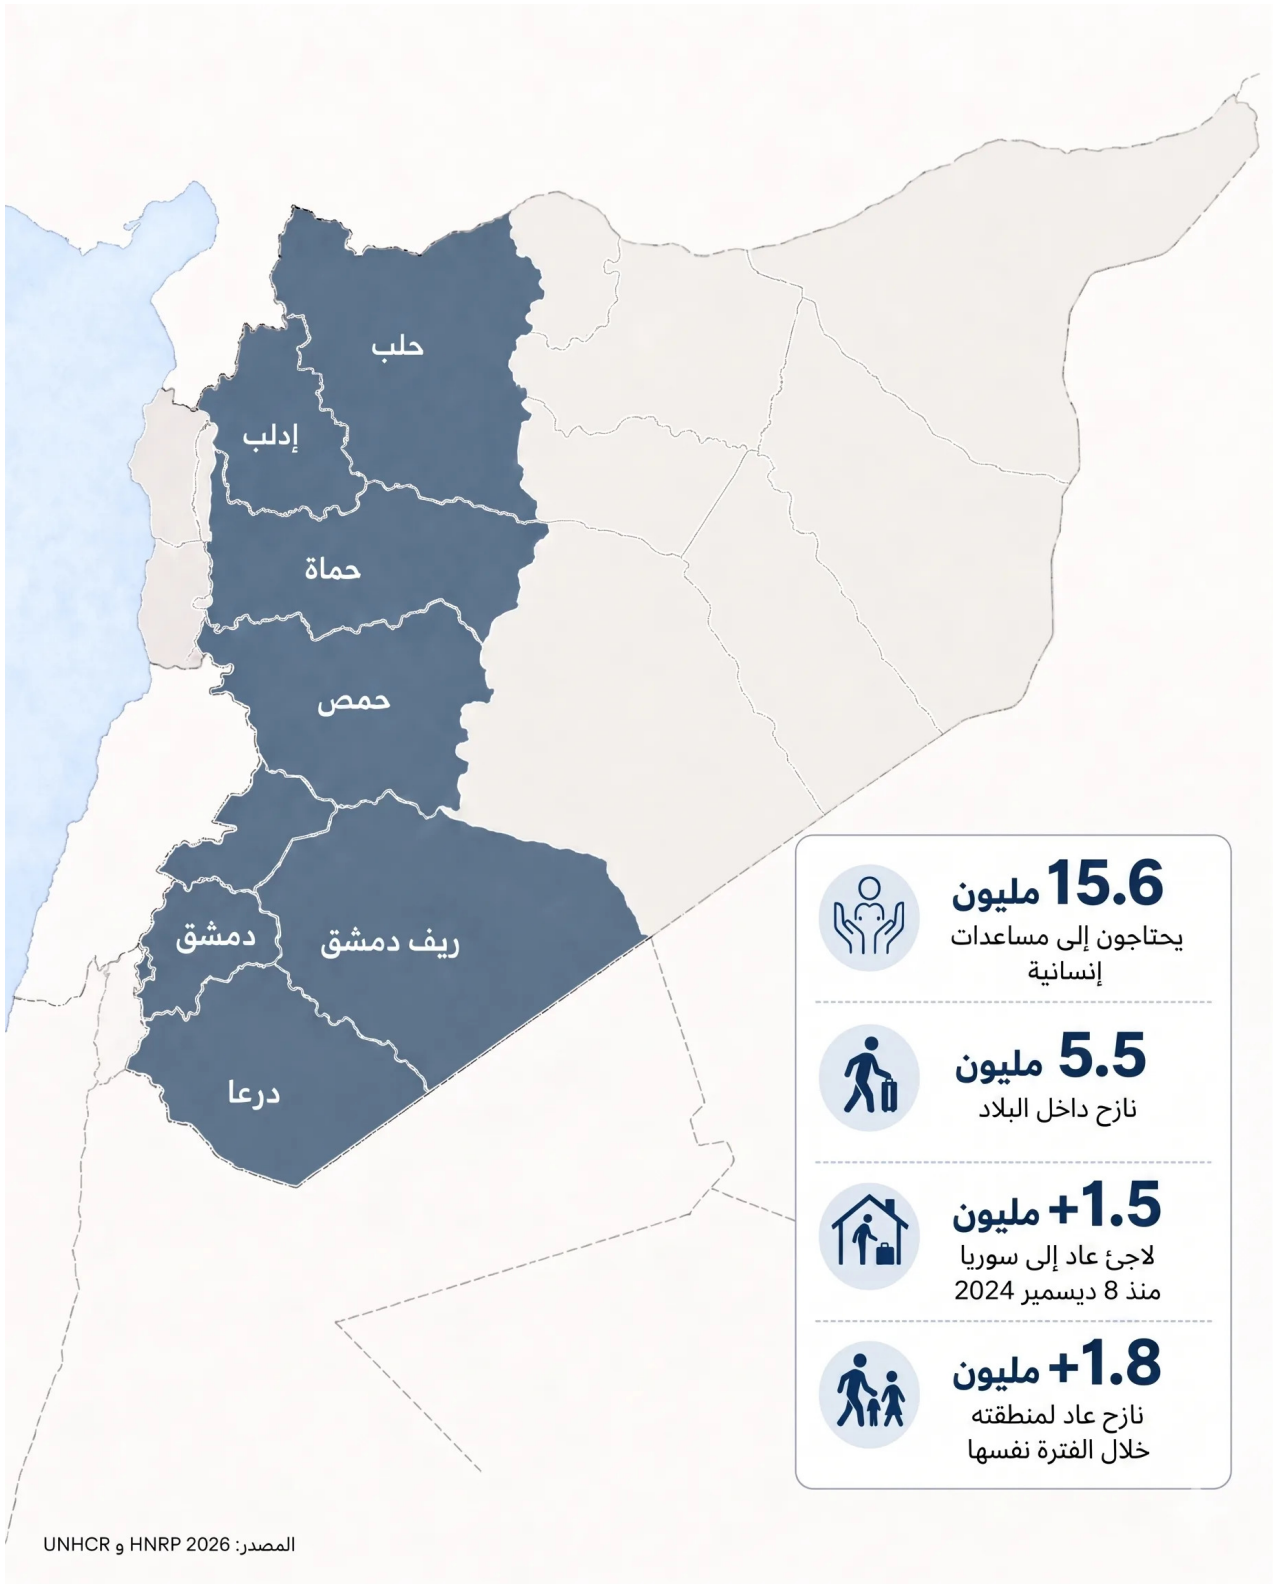 حلب
إدلب
حماة
حمص
دمشق
ريف دمشق
درعا
15.6 مليون
يحتاجون إلى مساعدات
إنسانية
5.5 مليون
نازح داخل البلاد
+1.5 مليون
لاجئ عاد إلى سوريا
منذ 8 ديسمبر 2024
+1.8 مليون
نازح عاد لمنطقته
خلال الفترة نفسها
المصدر: HNRP 2026 و UNHCR